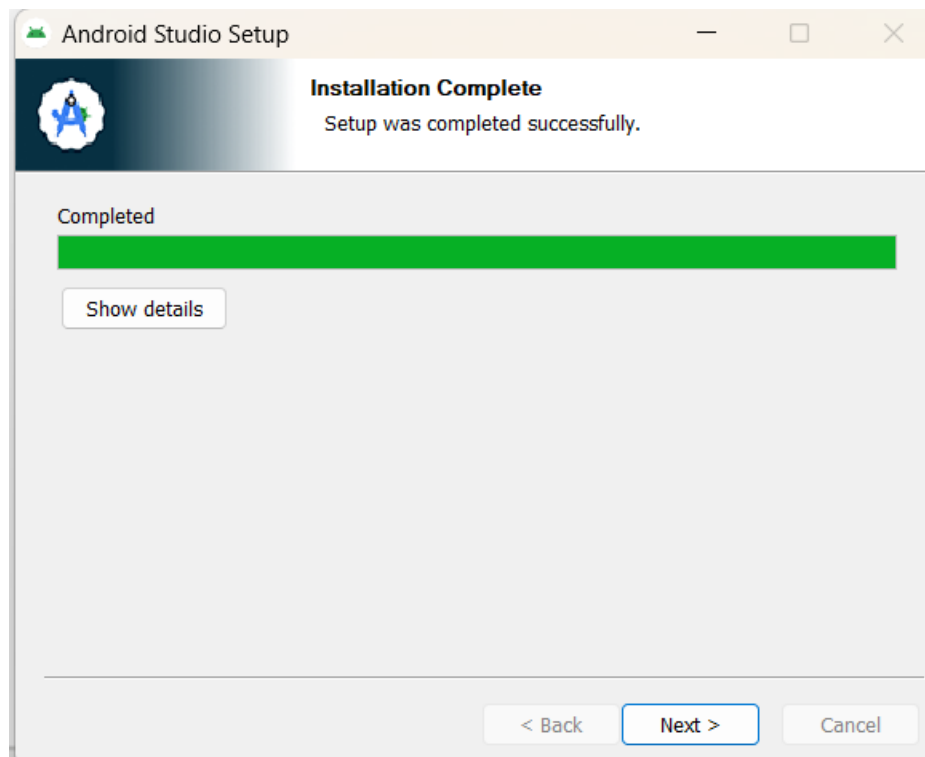 Android Studio Setup
Installation Complete
Setup was completed successfully.
Completed
Show details
< Back Next > Cancel